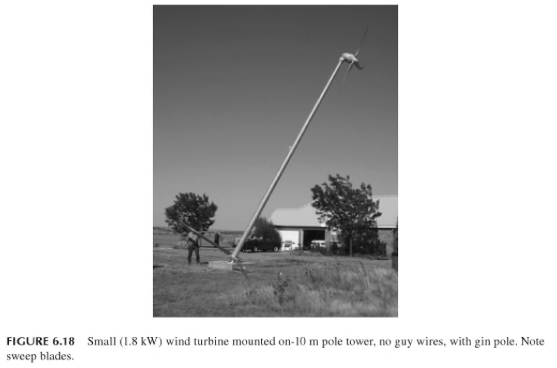 FIGURE 6.18 Small (1.8 kW) wind turbine mounted on-10 m pole tower, no guy wires, with gin pole. Note
sweep blades.